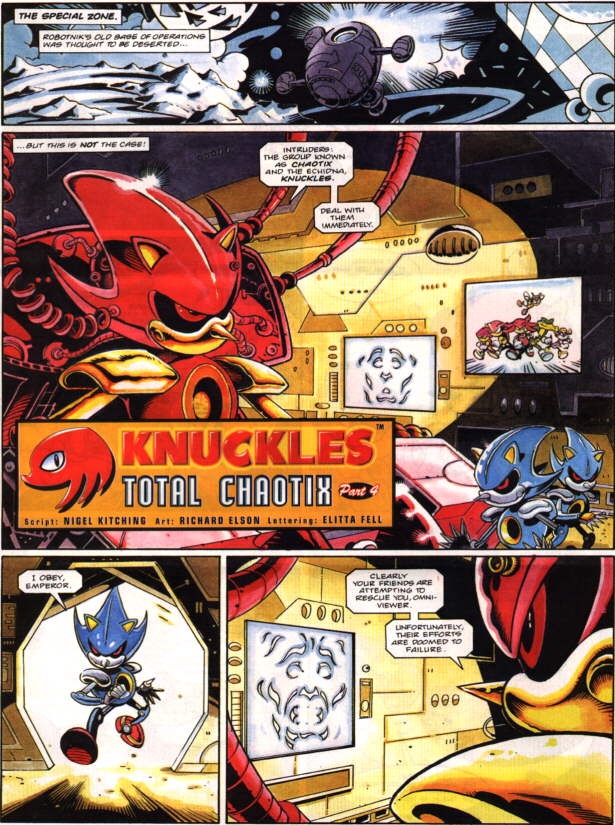 THE SPECIAL ZONE.
ROBOTNIK'S OLD BASE OF OPERATIONS
WAS THOUGHT TO BE DESERTED...
...BUT THIS IS NOT THE CASE!
INTRUDERS:
THE GROUP KNOWN
AS CHAOTIX
AND THE ECHIDNA,
KNUCKLES.
DEAL WITH
THEM
IMMEDIATELY.
KNUCKLES™
TOTAL CHAOTIX Part 4
Script: NIGEL KITCHING Art: RICHARD ELSON Lettering: ELITTA FELL
I OBEY,
EMPEROR.
CLEARLY
YOUR FRIENDS ARE
ATTEMPTING TO
RESCUE YOU, OMNI-
VIEWER.
UNFORTUNATELY,
THEIR EFFORTS
ARE DOOMED TO
FAILURE.